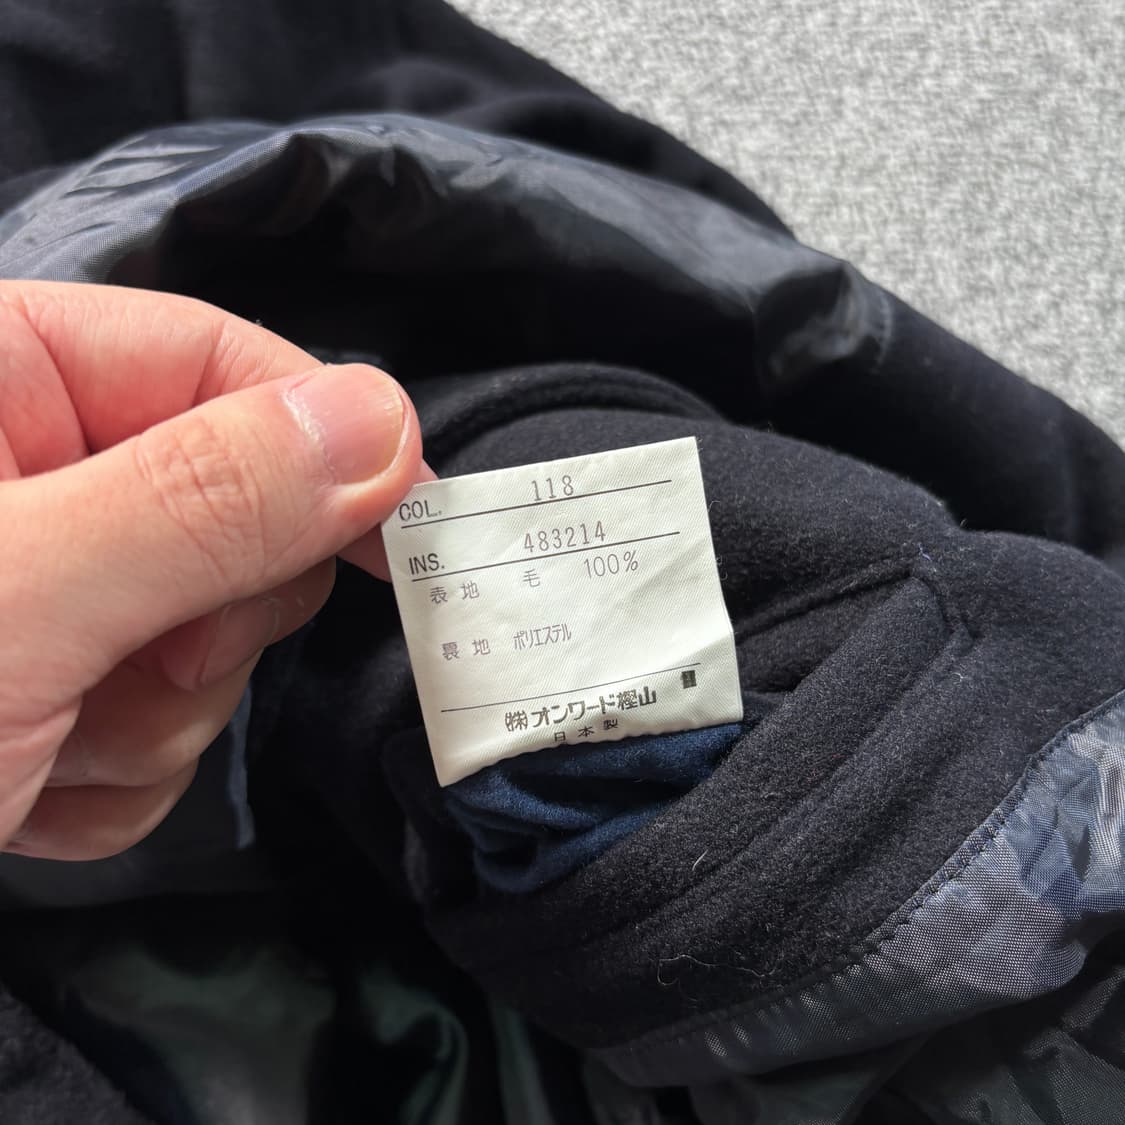 COL. 118
INS. 483214
表地 毛 100%
裏地 ポリエステル
(株)オンワード樫山
日本製